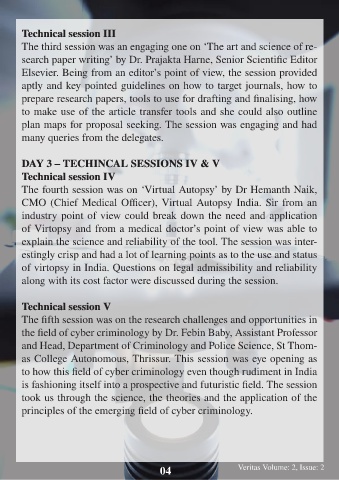 Technical session III
The third session was an engaging one on ‘The art and science of re-
search paper writing’ by Dr. Prajakta Harne, Senior Scientific Editor
Elsevier. Being from an editor’s point of view, the session provided
aptly and key pointed guidelines on how to target journals, how to
prepare research papers, tools to use for drafting and finalising, how
to make use of the article transfer tools and she could also outline
plan maps for proposal seeking. The session was engaging and had
many queries from the delegates.
DAY 3 – TECHINCAL SESSIONS IV & V
Technical session IV
The fourth session was on ‘Virtual Autopsy’ by Dr Hemanth Naik,
CMO (Chief Medical Officer), Virtual Autopsy India. Sir from an
industry point of view could break down the need and application
of Virtopsy and from a medical doctor’s point of view was able to
explain the science and reliability of the tool. The session was inter-
estingly crisp and had a lot of learning points as to the use and status
of virtopsy in India. Questions on legal admissibility and reliability
along with its cost factor were discussed during the session.
Technical session V
The fifth session was on the research challenges and opportunities in
the field of cyber criminology by Dr. Febin Baby, Assistant Professor
and Head, Department of Criminology and Police Science, St Thom-
as College Autonomous, Thrissur. This session was eye opening as
to how this field of cyber criminology even though rudiment in India
is fashioning itself into a prospective and futuristic field. The session
took us through the science, the theories and the application of the
principles of the emerging field of cyber criminology.
04
Veritas Volume: 2, Issue: 2